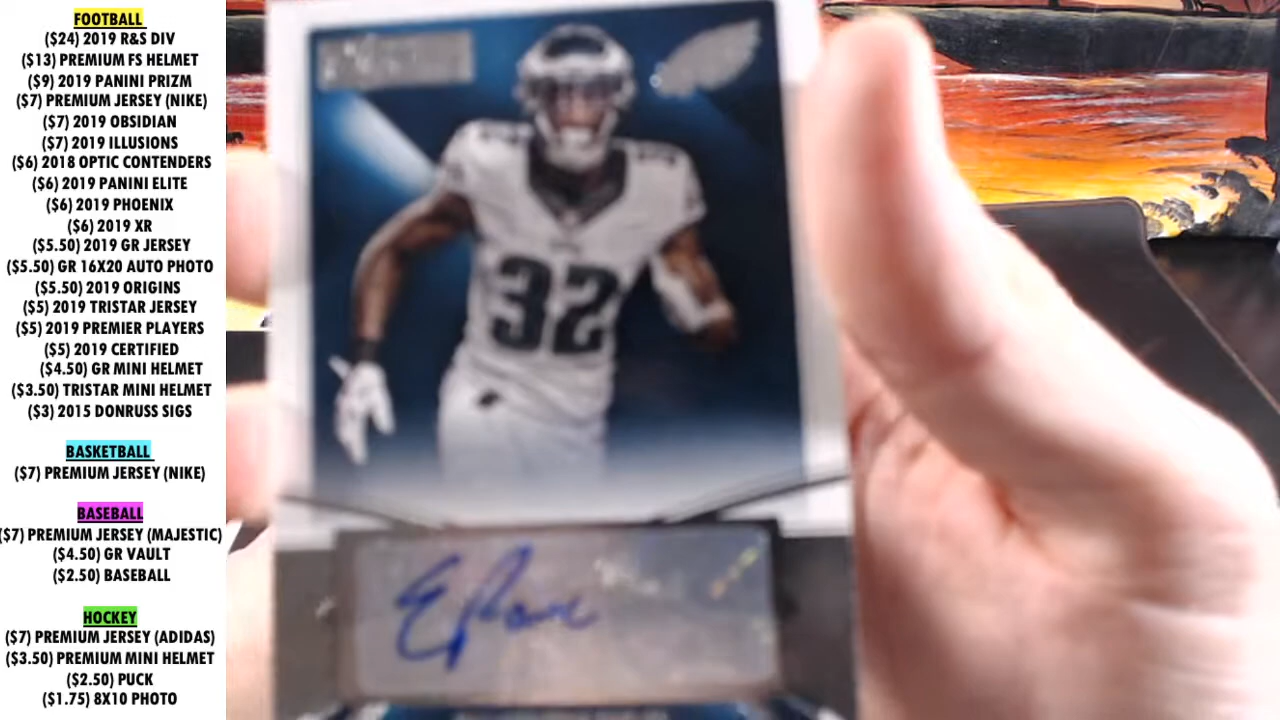 FOOTBALL
($24) 2019 R&S DIV
($13) PREMIUM FS HELMET
($9) 2019 PANINI PRIZM
($7) PREMIUM JERSEY (NIKE)
($7) 2019 OBSIDIAN
($7) 2019 ILLUSIONS
($6) 2018 OPTIC CONTENDERS
($6) 2019 PANINI ELITE
($6) 2019 PHOENIX
($6) 2019 XR
($5.50) 2019 GR JERSEY
($5.50) GR 16X20 AUTO PHOTO
($5.50) 2019 ORIGINS
($5) 2019 TRISTAR JERSEY
($5) 2019 PREMIER PLAYERS
($5) 2019 CERTIFIED
($4.50) GR MINI HELMET
($3.50) TRISTAR MINI HELMET
($3) 2015 DONRUSS SIGS
BASKETBALL
($7) PREMIUM JERSEY (NIKE)
BASEBALL
($7) PREMIUM JERSEY (MAJESTIC)
($4.50) GR VAULT
($2.50) BASEBALL
HOCKEY
($7) PREMIUM JERSEY (ADIDAS)
($3.50) PREMIUM MINI HELMET
($2.50) PUCK
($1.75) 8X10 PHOTO
32
E Rowe